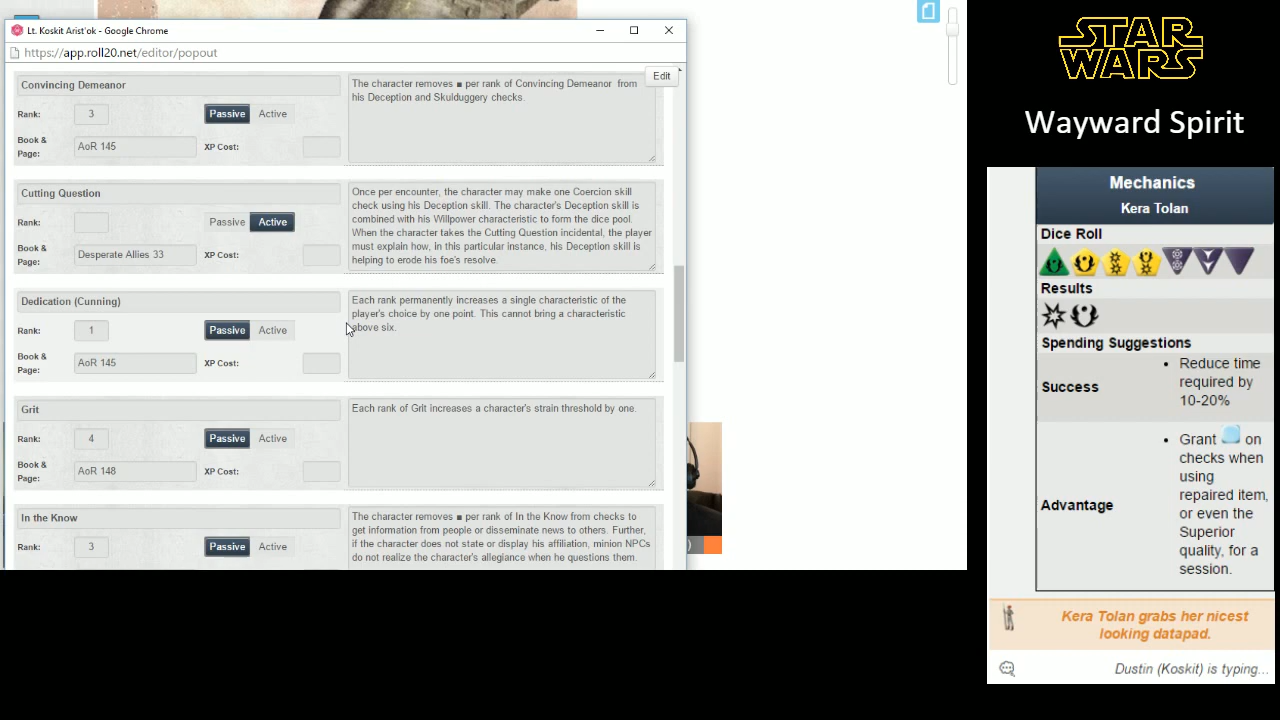 Lt. Koskit Arist'ok - Google Chrome
https://app.roll20.net/editor/popout
Edit
Convincing Demeanor
Rank:
3
Passive
Active
Book & Page:
AoR 145
XP Cost:
The character removes ■ per rank of Convincing Demeanor from
his Deception and Skulduggery checks.
Cutting Question
Rank:
Passive
Active
Book & Page:
Desperate Allies 33
XP Cost:
Once per encounter, the character may make one Coercion skill
check using his Deception skill. The character's Deception skill is
combined with his Willpower characteristic to form the dice pool.
When the character takes the Cutting Question incidental, the player
must explain how, in this particular instance, his Deception skill is
helping to erode his foe's resolve.
Dedication (Cunning)
Rank:
1
Passive
Active
Book & Page:
AoR 145
XP Cost:
Each rank permanently increases a single characteristic of the
player's choice by one point. This cannot bring a characteristic
above six.
Grit
Rank:
4
Passive
Active
Book & Page:
AoR 148
XP Cost:
Each rank of Grit increases a character's strain threshold by one.
In the Know
Rank:
3
Passive
Active
The character removes ■ per rank of In the Know from checks to
get information from people or disseminate news to others. Further,
if the character does not state or display his affiliation, minion NPCs
do not realize the character's allegiance when he questions them.
STAR
WARS
Wayward Spirit
Mechanics
Kera Tolan
Dice Roll
Results
Spending Suggestions
Success
• Reduce time
required by
10-20%
Advantage
• Grant on
checks when
using
repaired item,
or even the
Superior
quality, for a
session.
Kera Tolan grabs her nicest
looking datapad.
Dustin (Koskit) is typing...